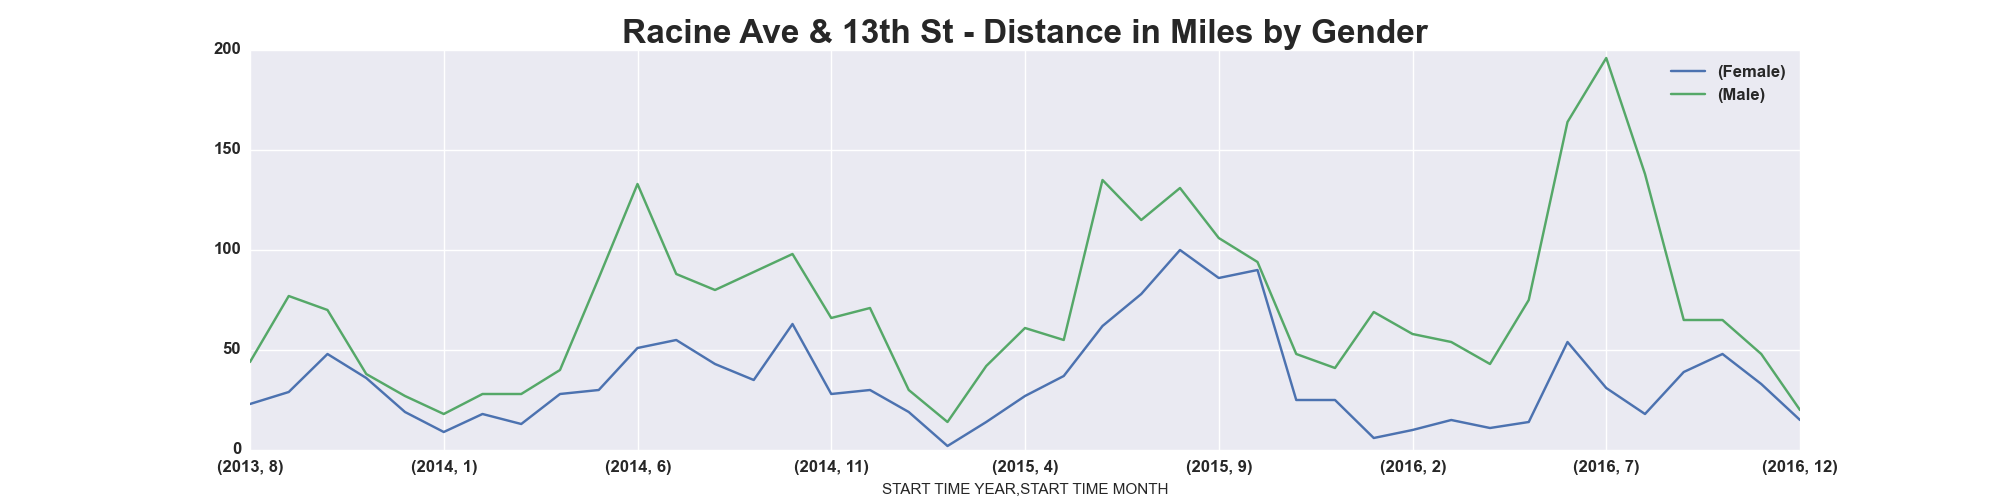 Racine Ave & 13th St - Distance in Miles by Gender
200
150
100
50
0
(Female)
(Male)
(2013, 8) (2014, 1) (2014, 6) (2014, 11) (2015, 4) (2015, 9) (2016, 2) (2016, 7) (2016, 12)
START TIME YEAR,START TIME MONTH